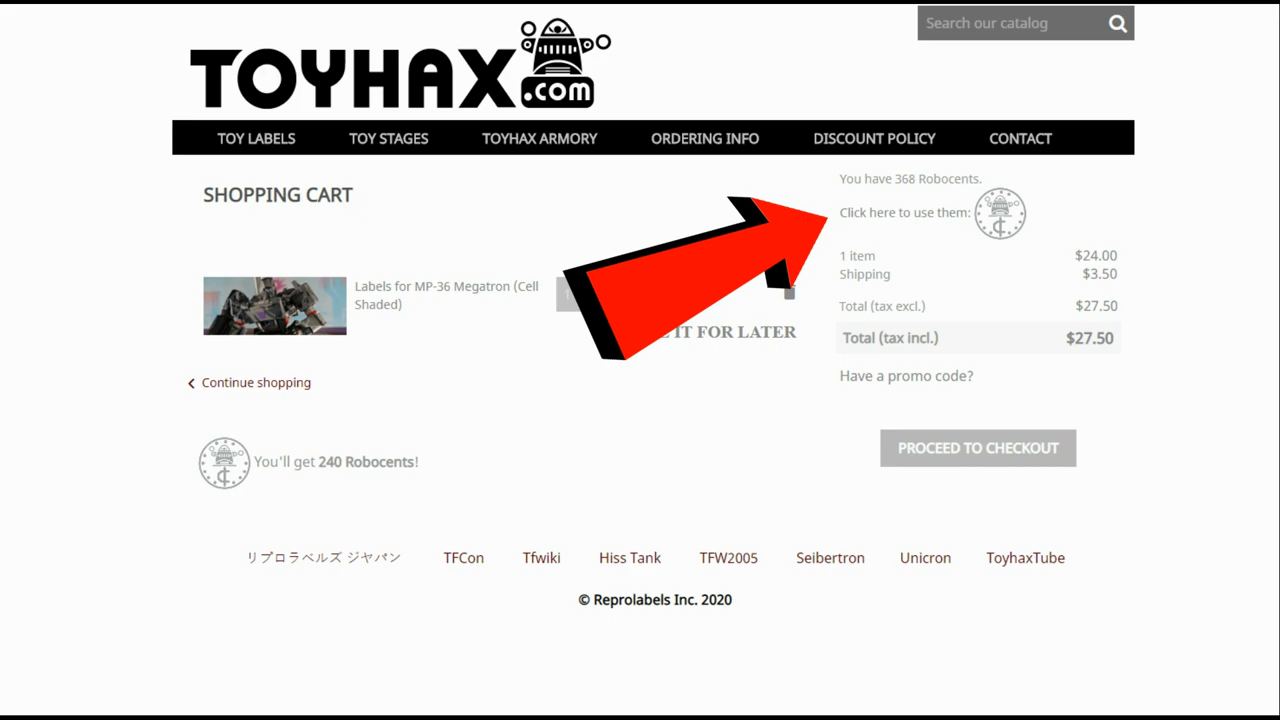 Search our catalog
TOYHAX
.com
TOY LABELS TOY STAGES TOYHAX ARMORY ORDERING INFO DISCOUNT POLICY CONTACT
SHOPPING CART
You have 368 Robocents.
Click here to use them:
1 item $24.00
Shipping $3.50
Total (tax excl.) $27.50
Total (tax incl.) $27.50
Have a promo code?
PROCEED TO CHECKOUT
Labels for MP-36 Megatron (Cell
Shaded)
IT FOR LATER
Continue shopping
You'll get 240 Robocents!
リプロラベルズ ジヤパン TFCon Tfwiki Hiss Tank TFW2005 Seibertron Unicron ToyhaxTube
© Reprolabels Inc. 2020